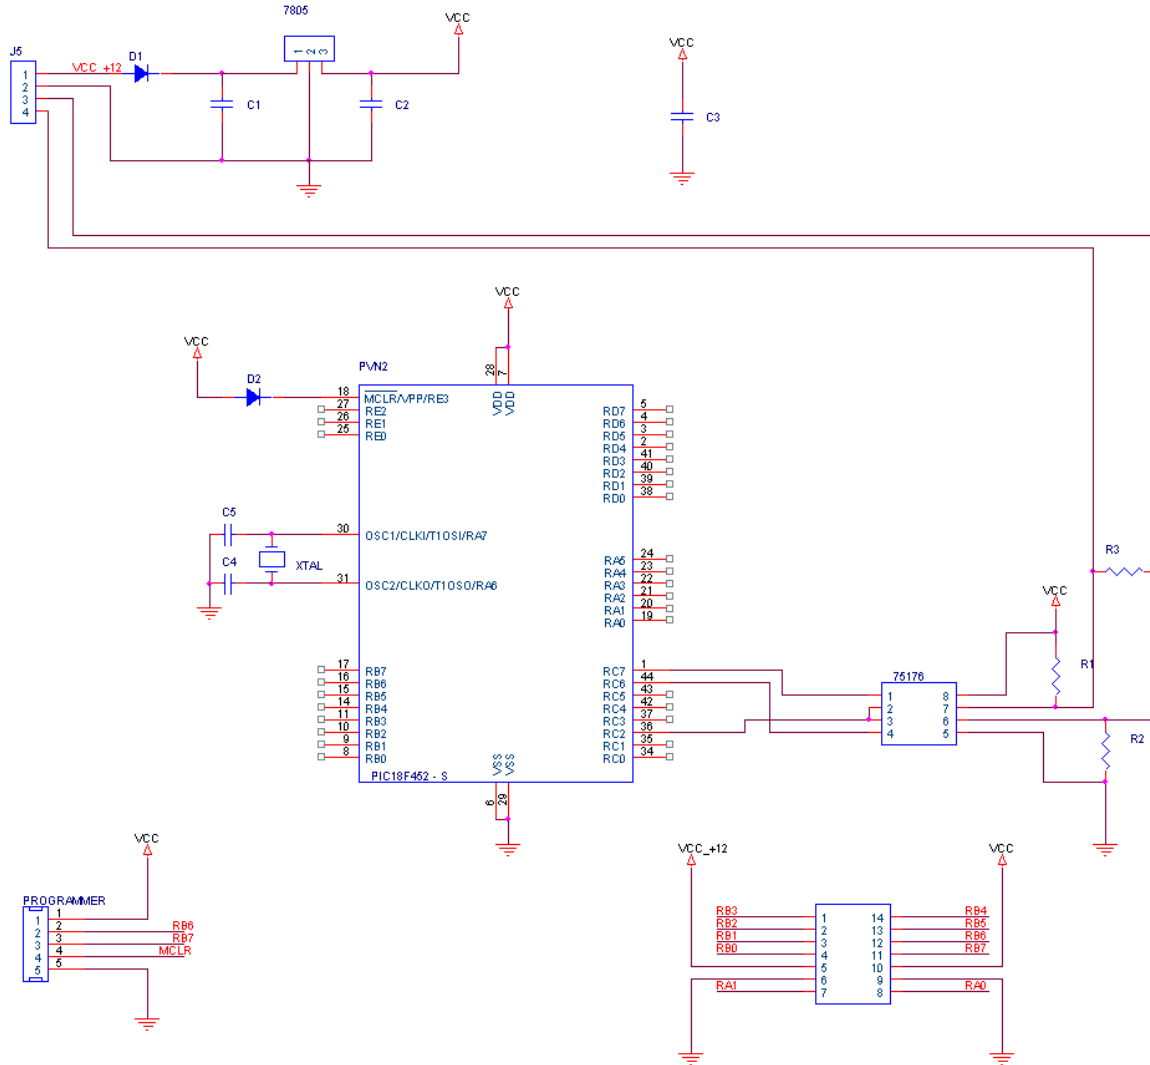 7805
VCC
J5
D1
VCC_+12
1 2 3
1
2
3
4
C1
C2
VCC
C3
VCC
VCC
PVN2
D2
28
7
VDD
VDD
18 MCLR/VPP/RE3
27 RE2
26 RE1
25 RE0
RD7 5
RD6 4
RD5 3
RD4 2
RD3 41
RD2 40
RD1 39
RD0 38
C5
30 OSC1/CLKI/T1OSI/RA7
XTAL
C4
31 OSC2/CLKO/T1OSO/RA6
RA5 24
RA4 23
RA3 22
RA2 21
RA1 20
RA0 19
R3
VCC
R1
17 RB7
16 RB6
15 RB5
14 RB4
11 RB3
10 RB2
9 RB1
8 RB0
RC7 1
RC6 44
RC5 43
RC4 42
RC3 37
RC2 36
RC1 35
RC0 34
75176
1 8
2 7
3 6
4 5
R2
VSS
VSS
PIC18F452 - S
6
29
VCC
PROGRAMMER
1 1
2 2 RB6
3 3 RB7
4 4 MCLR
5 5
VCC_+12
VCC
RB3 1 14 RB4
RB2 2 13 RB5
RB1 3 12 RB6
RB0 4 11 RB7
5 10
6 9
RA1 7 8 RA0